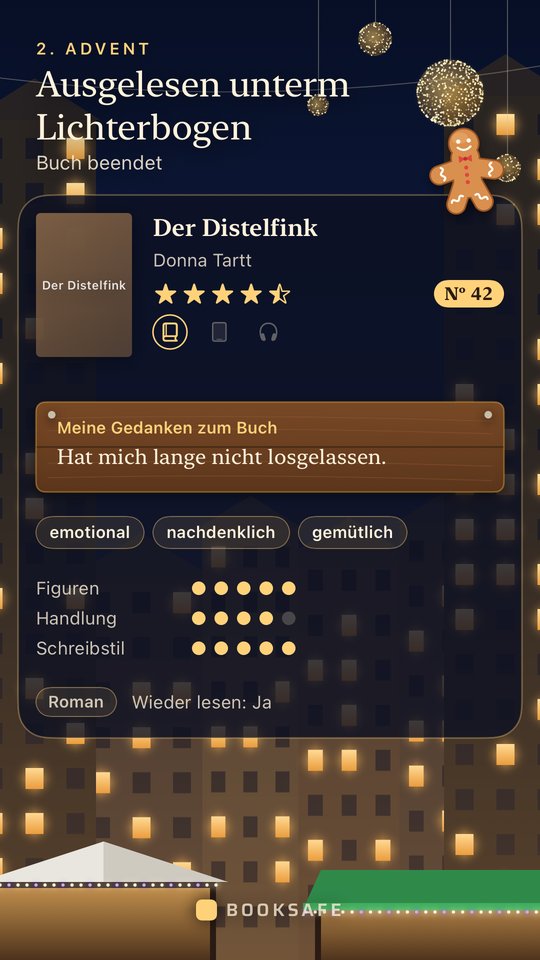 2. ADVENT
Ausgelesen unterm
Lichterbogen
Buch beendet
Der Distelfink
Der Distelfink
Donna Tartt
Nº 42
Meine Gedanken zum Buch
Hat mich lange nicht losgelassen.
emotional nachdenklich gemütlich
Figuren
Handlung
Schreibstil
Roman Wieder lesen: Ja
BOOKSAFE